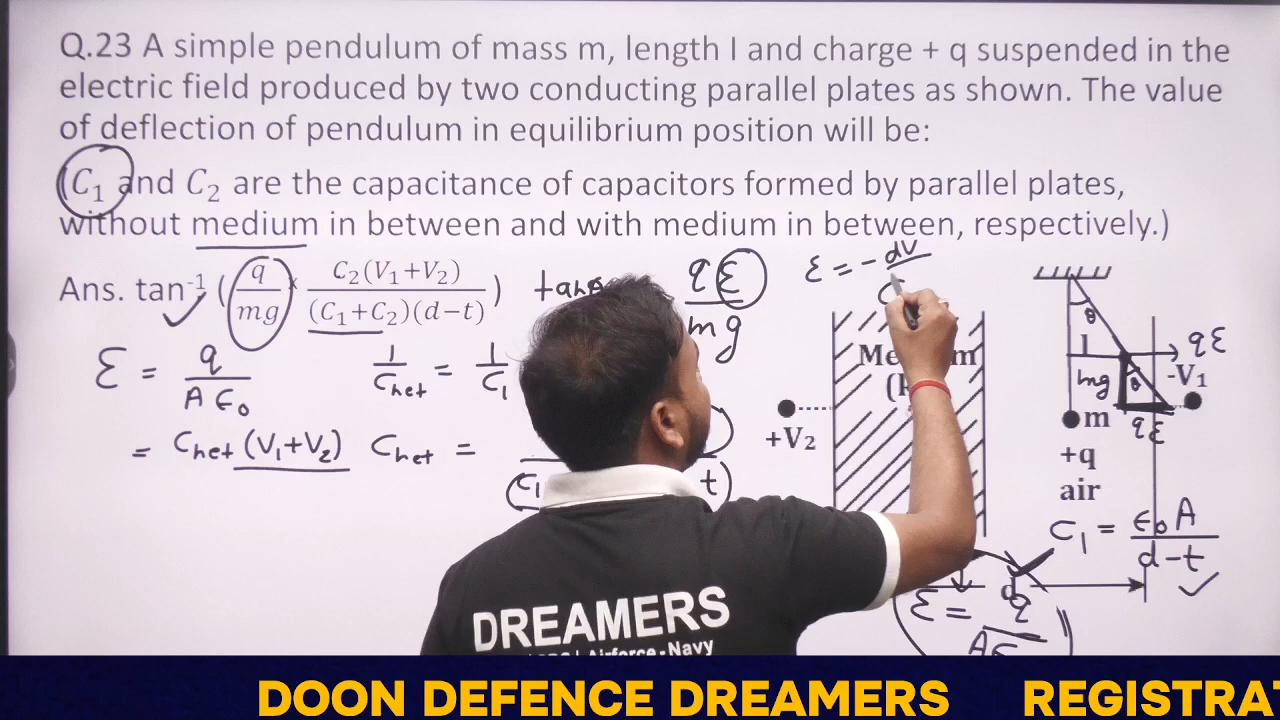 Q.23 A simple pendulum of mass m, length l and charge + q suspended in the
electric field produced by two conducting parallel plates as shown. The value
of deflection of pendulum in equilibrium position will be:
(C₁ and C₂ are the capacitance of capacitors formed by parallel plates,
without medium in between and with medium in between, respectively.)
Ans. tan⁻¹ ( q/mg × C₂(V₁+V₂)/(C₁+C₂)(d−t) )
qE/mg
E = -dV/
E = q/Aϵ₀
1/Cnet = 1/C₁
= Cnet (V₁+V₂)
Cnet =
t)
+V₂
θ
l
qE
mg
θ
-V₁
m
qE
+q
air
C₁ = ϵ₀A/d-t
d
E = q/Aϵ
DREAMERS
Airforce - Navy
DOON DEFENCE DREAMERS